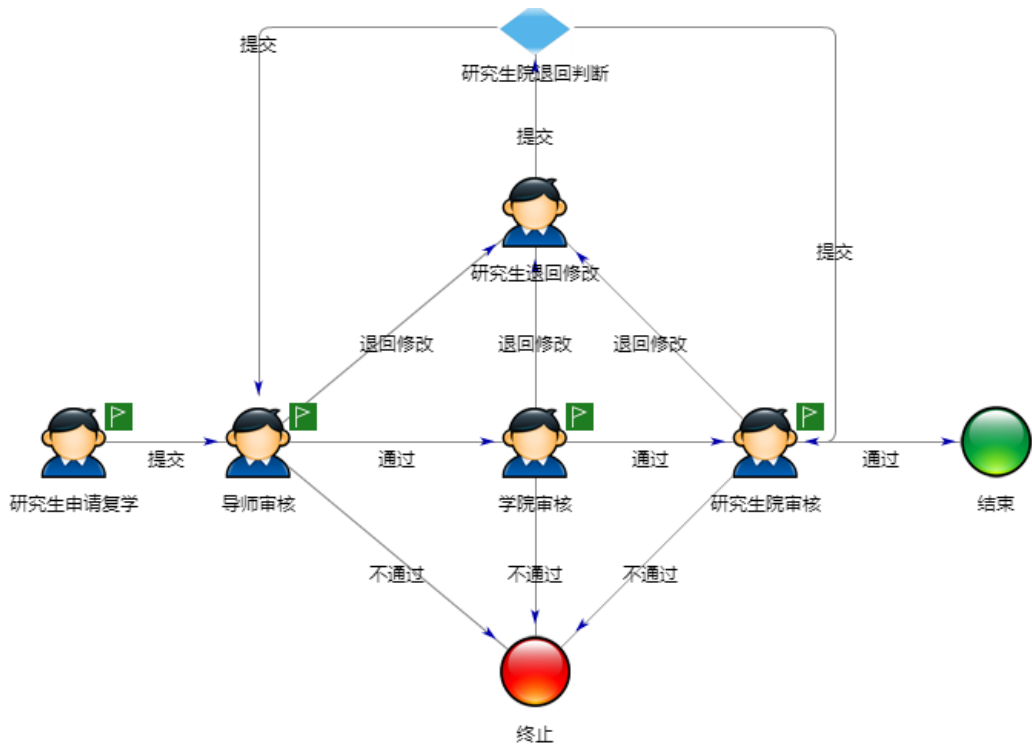 提交
研究生院退回判断
提交
提交
研究生退回修改
退回修改
退回修改
退回修改
提交
通过
通过
通过
研究生申请复学
导师审核
学院审核
研究生院审核
结束
不通过
不通过
不通过
终止